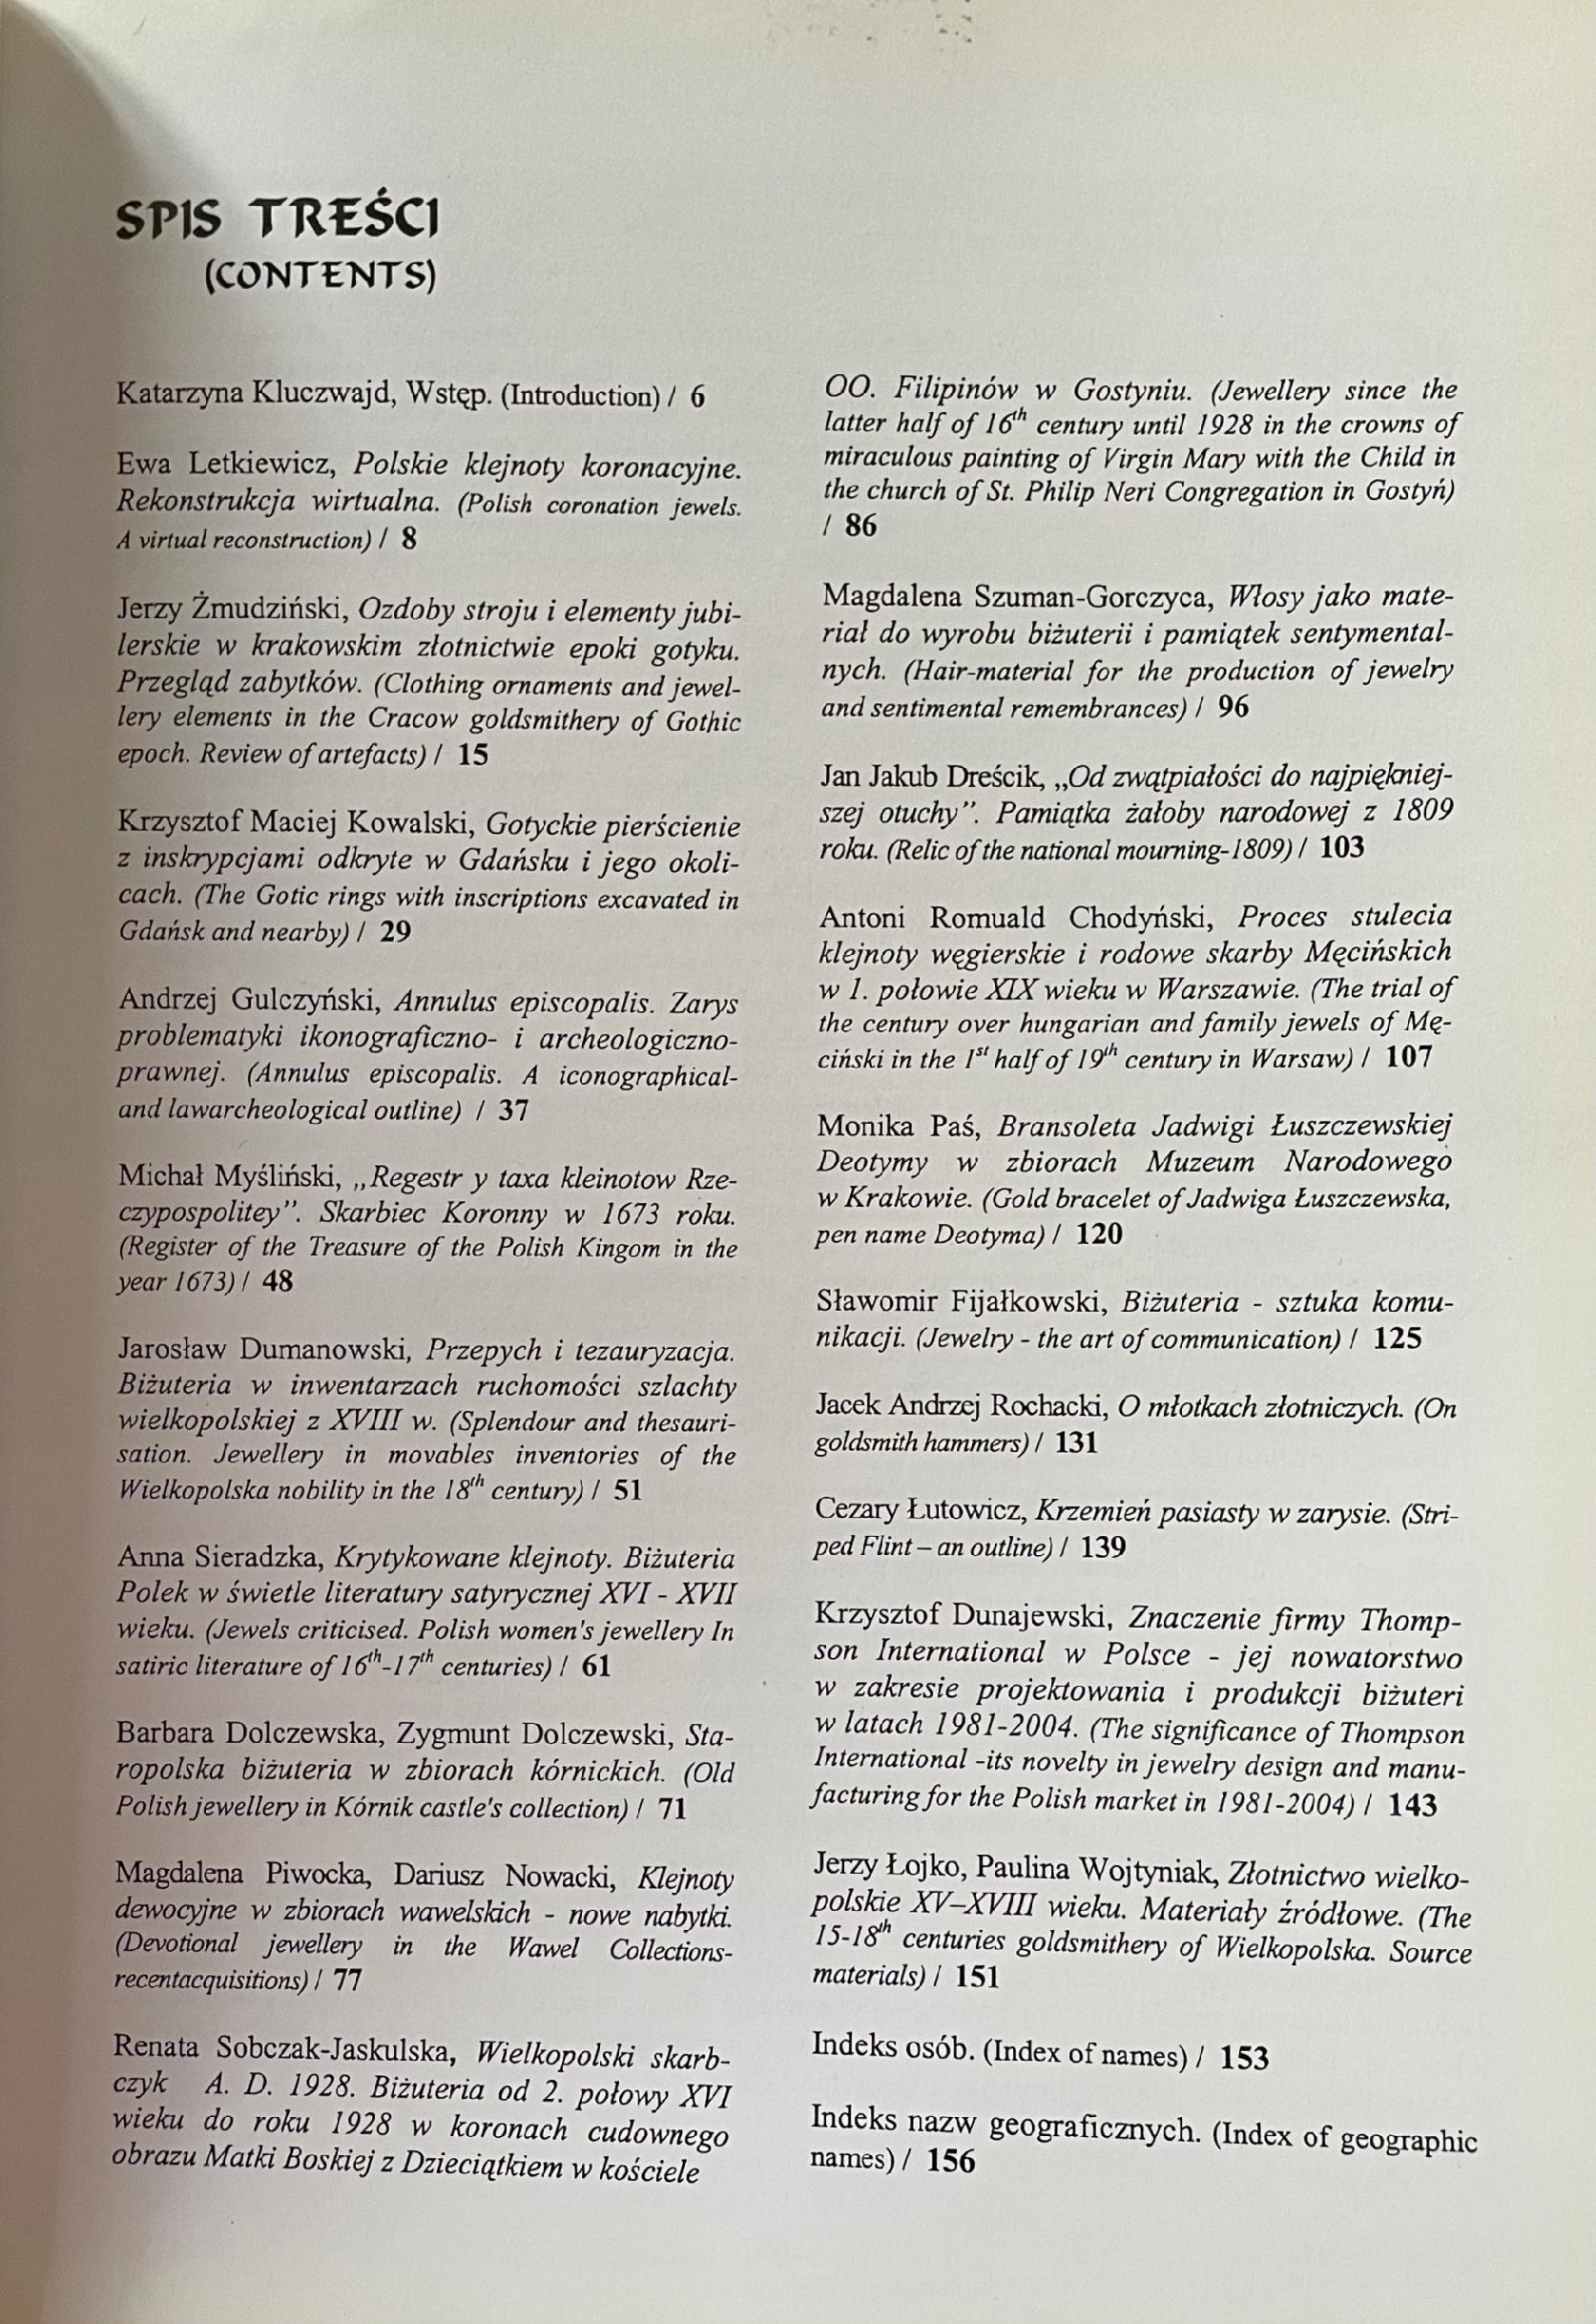 SPIS TREŚCI
(CONTENTS)
Katarzyna Kluczwajd, Wstęp. (Introduction) / 6
Ewa Letkiewicz, Polskie klejnoty koronacyjne.
Rekonstrukcja wirtualna. (Polish coronation jewels.
A virtual reconstruction) / 8
Jerzy Żmudziński, Ozdoby stroju i elementy jubi-
lerskie w krakowskim złotnictwie epoki gotyku.
Przegląd zabytków. (Clothing ornaments and jewel-
lery elements in the Cracow goldsmithery of Gothic
epoch. Review of artefacts) / 15
Krzysztof Maciej Kowalski, Gotyckie pierścienie
z inskrypcjami odkryte w Gdańsku i jego okoli-
cach. (The Gotic rings with inscriptions excavated in
Gdańsk and nearby) / 29
Andrzej Gulczyński, Annulus episcopalis. Zarys
problematyki ikonograficzno- i archeologiczno-
prawnej. (Annulus episcopalis. A iconographical-
and lawarcheological outline) / 37
Michał Myśliński, „Regestr y taxa kleinotow Rze-
czypospolitey”. Skarbiec Koronny w 1673 roku.
(Register of the Treasure of the Polish Kingom in the
year 1673) / 48
Jarosław Dumanowski, Przepych i tezauryzacja.
Biżuteria w inwentarzach ruchomości szlachty
wielkopolskiej z XVIII w. (Splendour and thesauri-
sation. Jewellery in movables inventories of the
Wielkopolska nobility in the 18th century) / 51
Anna Sieradzka, Krytykowane klejnoty. Biżuteria
Polek w świetle literatury satyrycznej XVI - XVII
wieku. (Jewels criticised. Polish women's jewellery In
satiric literature of 16th-17th centuries) / 61
Barbara Dolczewska, Zygmunt Dolczewski, Sta-
ropolska biżuteria w zbiorach kórnickich. (Old
Polish jewellery in Kórnik castle's collection) / 71
Magdalena Piwocka, Dariusz Nowacki, Klejnoty
dewocyjne w zbiorach wawelskich - nowe nabytki.
(Devotional jewellery in the Wawel Collections-
recentacquisitions) / 77
Renata Sobczak-Jaskulska, Wielkopolski skarb-
czyk A. D. 1928. Biżuteria od 2. połowy XVI
wieku do roku 1928 w koronach cudownego
obrazu Matki Boskiej z Dzieciątkiem w kościele
OO. Filipinów w Gostyniu. (Jewellery since the
latter half of 16th century until 1928 in the crowns of
miraculous painting of Virgin Mary with the Child in
the church of St. Philip Neri Congregation in Gostyń)
/ 86
Magdalena Szuman-Gorczyca, Włosy jako mate-
riał do wyrobu biżuterii i pamiątek sentymental-
nych. (Hair-material for the production of jewelry
and sentimental remembrances) / 96
Jan Jakub Dreścik, „Od zwątpiałości do najpiękniej-
szej otuchy”. Pamiątka żałoby narodowej z 1809
roku. (Relic of the national mourning-1809) / 103
Antoni Romuald Chodyński, Proces stulecia
klejnoty węgierskie i rodowe skarby Męcińskich
w 1. połowie XIX wieku w Warszawie. (The trial of
the century over hungarian and family jewels of Mę-
ciński in the 1st half of 19th century in Warsaw) / 107
Monika Paś, Bransoleta Jadwigi Łuszczewskiej
Deotymy w zbiorach Muzeum Narodowego
w Krakowie. (Gold bracelet of Jadwiga Łuszczewska,
pen name Deotyma) / 120
Sławomir Fijałkowski, Biżuteria - sztuka komu-
nikacji. (Jewelry - the art of communication) / 125
Jacek Andrzej Rochacki, O młotkach złotniczych. (On
goldsmith hammers) / 131
Cezary Łutowicz, Krzemień pasiasty w zarysie. (Stri-
ped Flint – an outline) / 139
Krzysztof Dunajewski, Znaczenie firmy Thomp-
son International w Polsce - jej nowatorstwo
w zakresie projektowania i produkcji biżuteri
w latach 1981-2004. (The significance of Thompson
International -its novelty in jewelry design and manu-
facturing for the Polish market in 1981-2004) / 143
Jerzy Łojko, Paulina Wojtyniak, Złotnictwo wielko-
polskie XV–XVIII wieku. Materiały źródłowe. (The
15-18th centuries goldsmithery of Wielkopolska. Source
materials) / 151
Indeks osób. (Index of names) / 153
Indeks nazw geograficznych. (Index of geographic
names) / 156